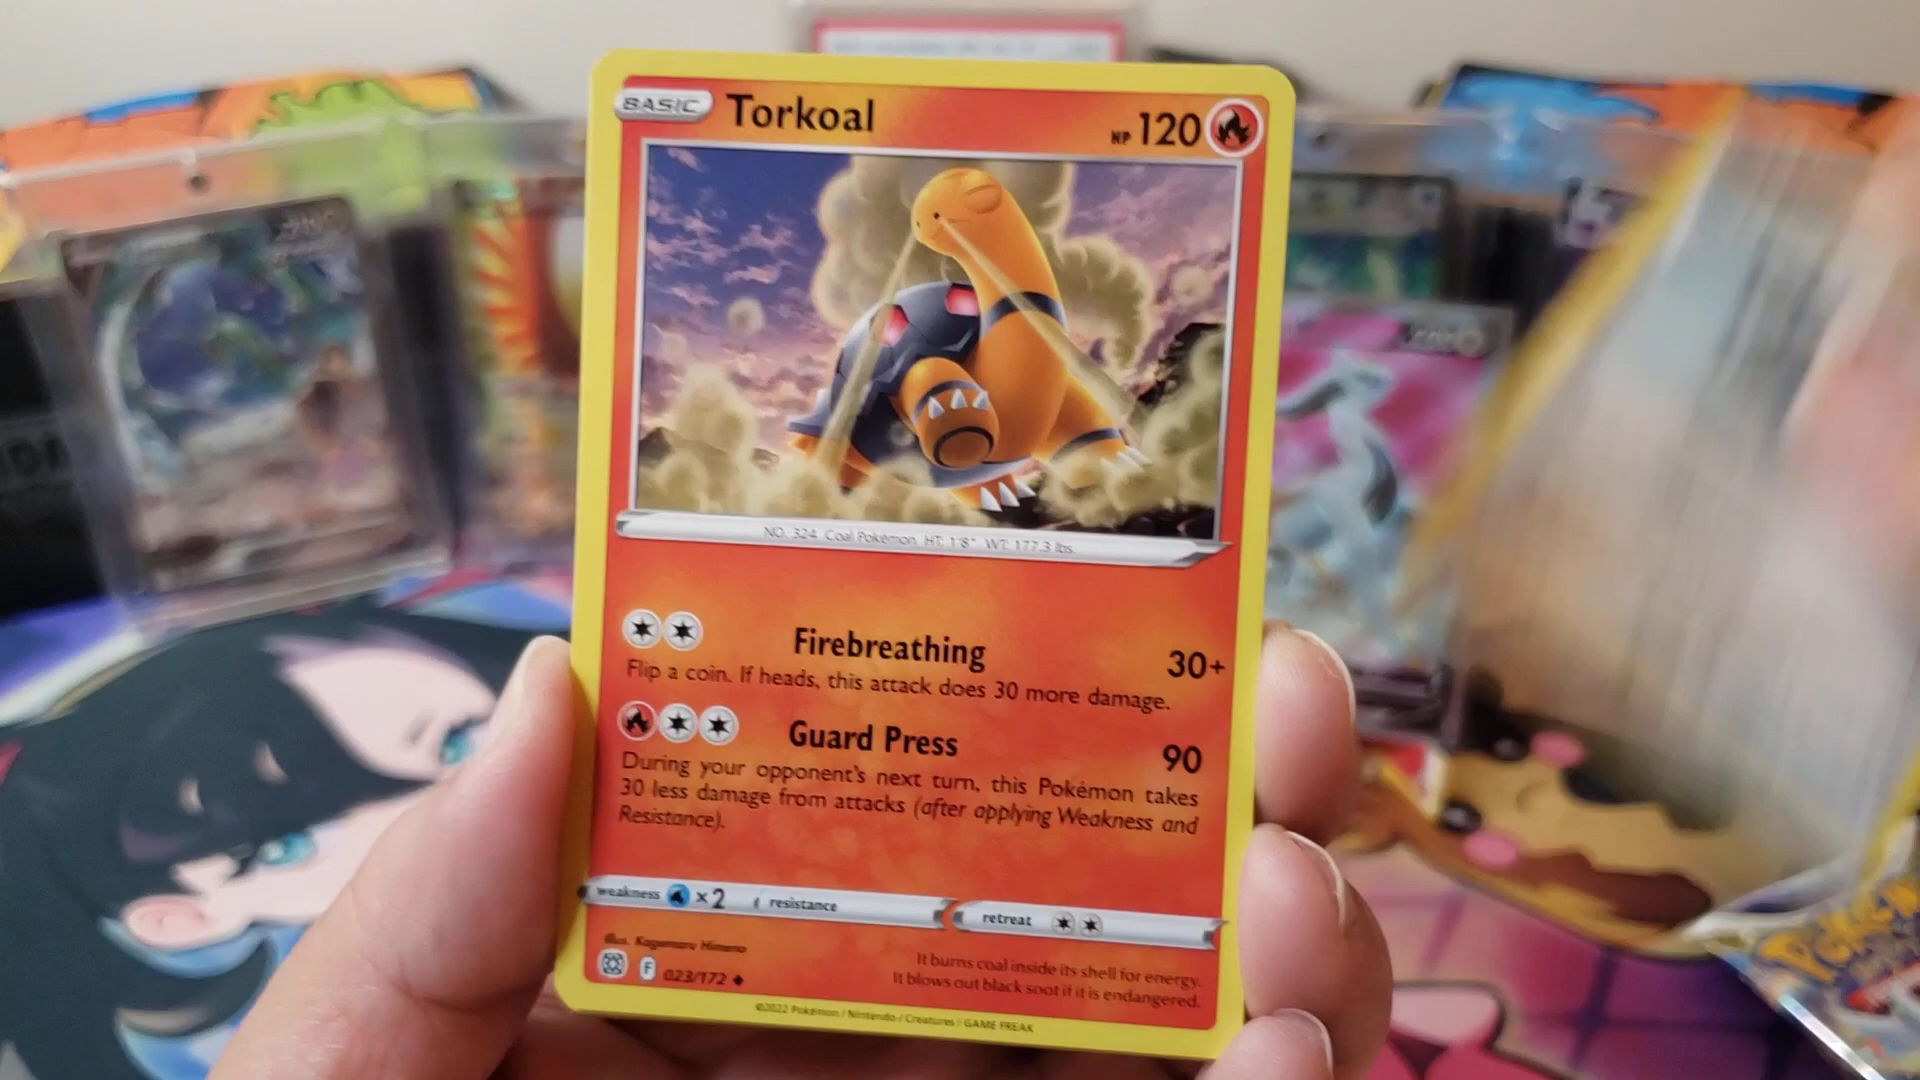 BASIC Torkoal HP 120
NO. 324 Coal Pokémon HT: 1'8" WT: 177.3 lbs.
Firebreathing 30+
Flip a coin. If heads, this attack does 30 more damage.
Guard Press 90
During your opponent's next turn, this Pokémon takes
30 less damage from attacks (after applying Weakness and
Resistance).
weakness ×2 resistance retreat
Illus. Kagemaru Himeno
F 023/172
It burns coal inside its shell for energy.
It blows out black soot if it is endangered.
©2022 Pokémon / Nintendo / Creatures / GAME FREAK
POKÉMON